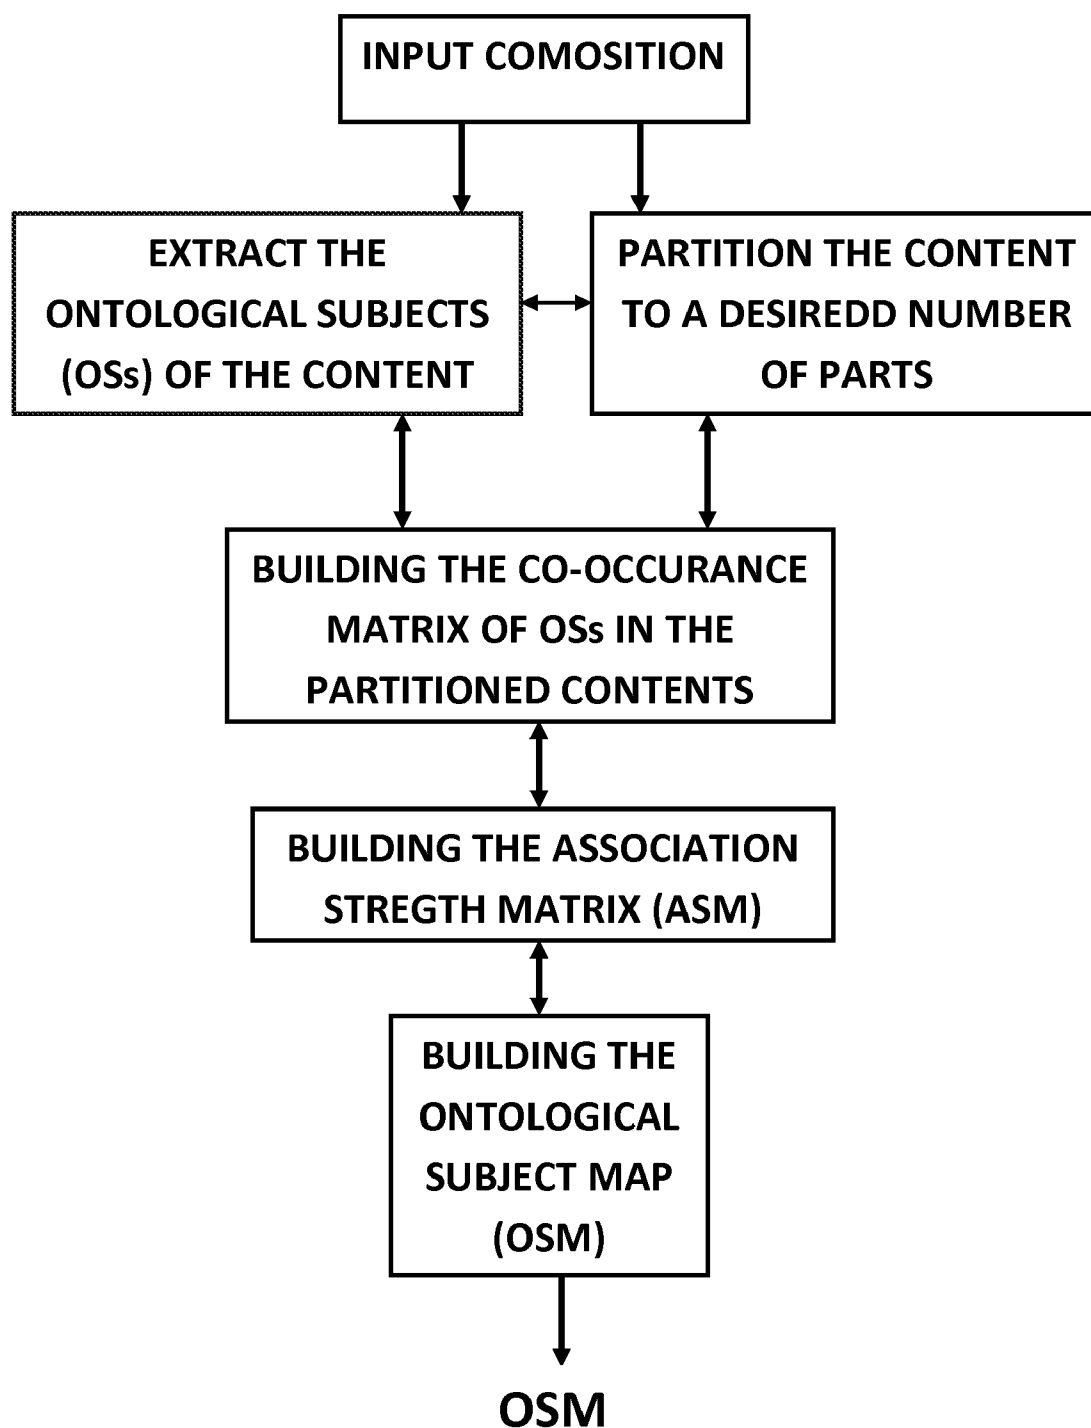 INPUT COMOSITION
EXTRACT THE
ONTOLOGICAL SUBJECTS
(OSs) OF THE CONTENT
PARTITION THE CONTENT
TO A DESIREDD NUMBER
OF PARTS
BUILDING THE CO-OCCURANCE
MATRIX OF OSs IN THE
PARTITIONED CONTENTS
BUILDING THE ASSOCIATION
STREGTH MATRIX (ASM)
BUILDING THE
ONTOLOGICAL
SUBJECT MAP
(OSM)
OSM